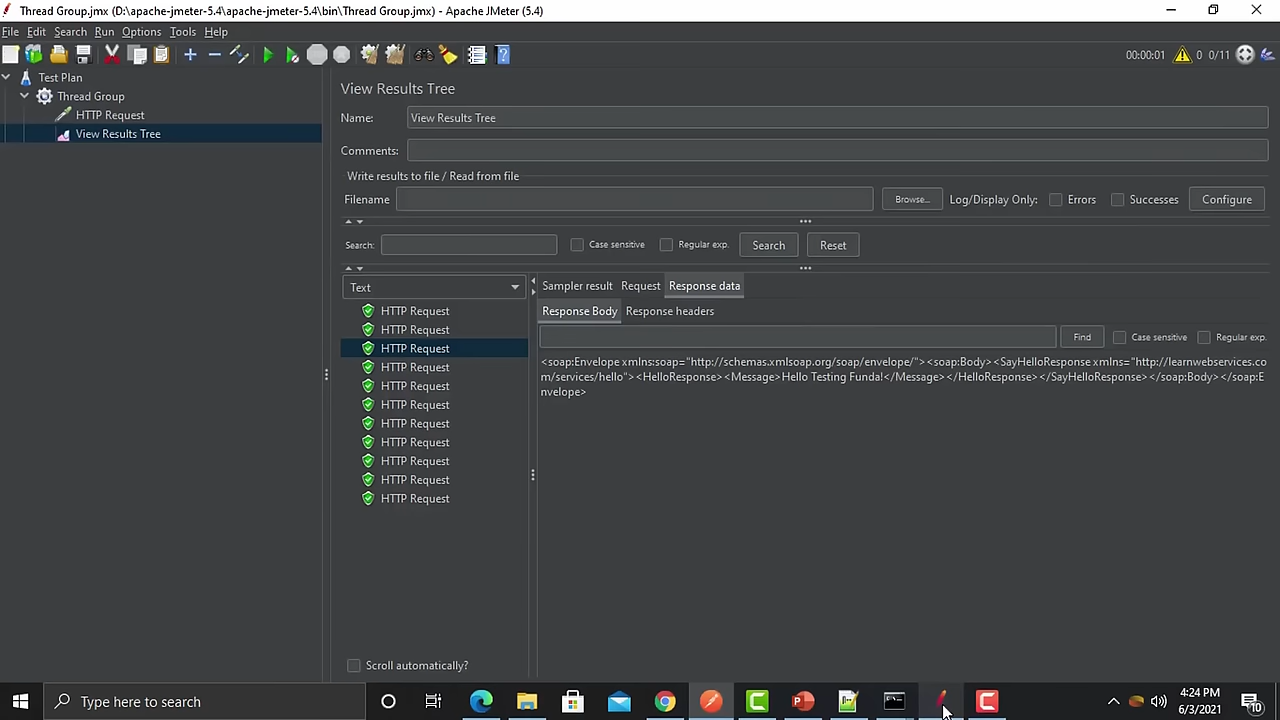 Thread Group.jmx (D:\apache-jmeter-5.4\apache-jmeter-5.4\bin\Thread Group.jmx) - Apache JMeter (5.4)
File Edit Search Run Options Tools Help
00:00:01 0 0/11
Test Plan
Thread Group
HTTP Request
View Results Tree
View Results Tree
Name: View Results Tree
Comments:
Write results to file / Read from file
Filename Browse... Log/Display Only: Errors Successes Configure
Search: Case sensitive Regular exp. Search Reset
Text
HTTP Request
HTTP Request
HTTP Request
HTTP Request
HTTP Request
HTTP Request
HTTP Request
HTTP Request
HTTP Request
HTTP Request
HTTP Request
Scroll automatically?
Sampler result Request Response data
Response Body Response headers
Find Case sensitive Regular exp.
<soap:Envelope xmlns:soap="http://schemas.xmlsoap.org/soap/envelope/"><soap:Body><SayHelloResponse xmlns="http://learnwebservices.co
m/services/hello"><HelloResponse><Message>Hello Testing Funda!</Message></HelloResponse></SayHelloResponse></soap:Body></soap:E
nvelope>
Type here to search
4:24 PM
6/3/2021
10